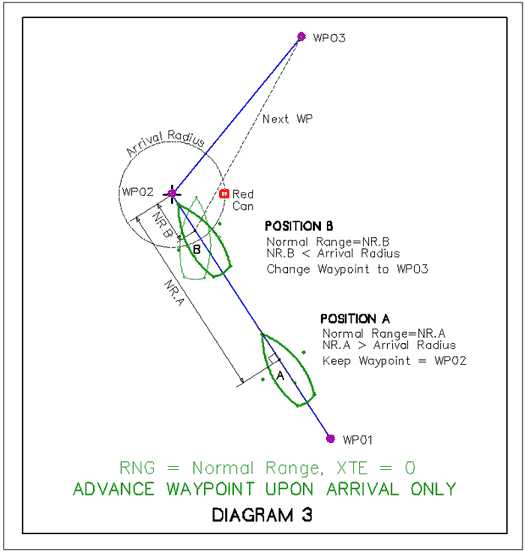 WP03
Next WP
Arrival Radius
WP02
Red
Can
NR.B
B
POSITION B
Normal Range=NR.B
NR.B < Arrival Radius
Change Waypoint to WP03
NR.A
POSITION A
Normal Range=NR.A
NR.A > Arrival Radius
Keep Waypoint = WP02
A
WP01
RNG = Normal Range, XTE = 0
ADVANCE WAYPOINT UPON ARRIVAL ONLY
DIAGRAM 3